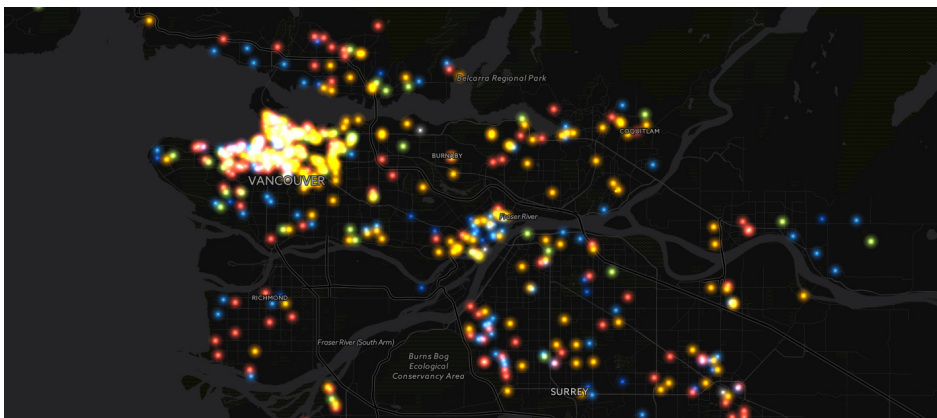 Belcarra Regional Park
COQUITLAM
BURNABY
VANCOUVER
Fraser River
RICHMOND
Fraser River (South Arm)
Burns Bog
Ecological
Conservancy Area
SURREY